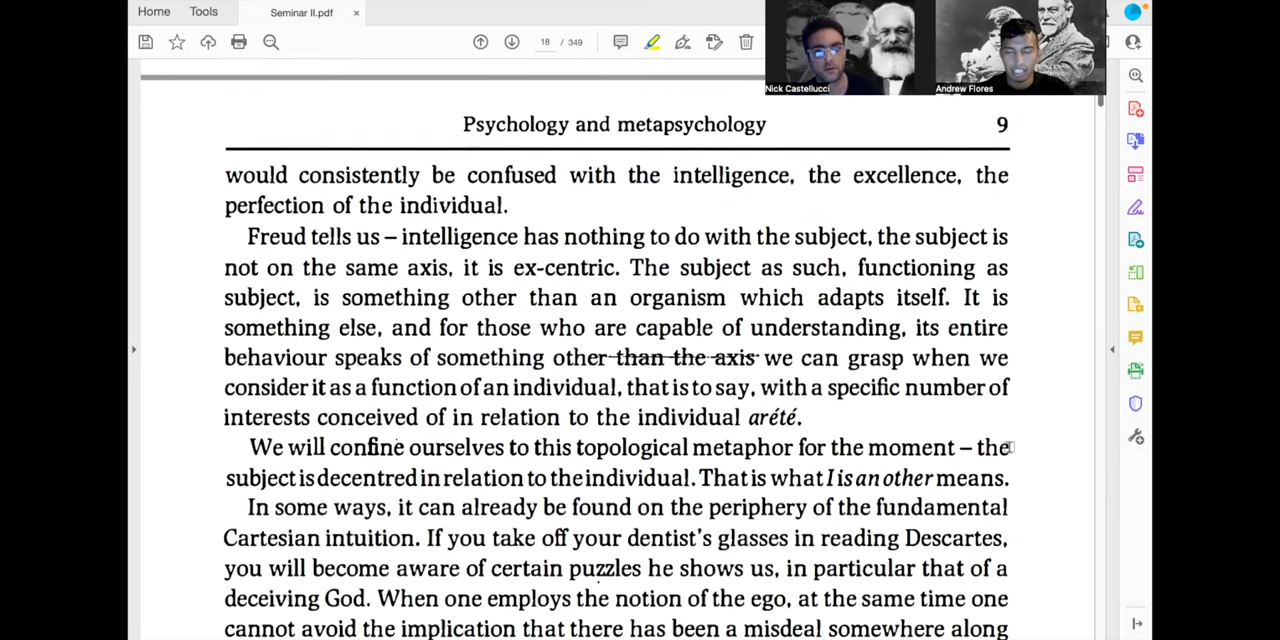 Home Tools Seminar II.pdf ×
18 / 349
Nick Castellucci Andrew Flores
Psychology and metapsychology 9
would consistently be confused with the intelligence, the excellence, the
perfection of the individual.
Freud tells us – intelligence has nothing to do with the subject, the subject is
not on the same axis, it is ex-centric. The subject as such, functioning as
subject, is something other than an organism which adapts itself. It is
something else, and for those who are capable of understanding, its entire
behaviour speaks of something other than the axis we can grasp when we
consider it as a function of an individual, that is to say, with a specific number of
interests conceived of in relation to the individual arété.
We will confine ourselves to this topological metaphor for the moment – the
subject is decentred in relation to the individual. That is what I is an other means.
In some ways, it can already be found on the periphery of the fundamental
Cartesian intuition. If you take off your dentist's glasses in reading Descartes,
you will become aware of certain puzzles he shows us, in particular that of a
deceiving God. When one employs the notion of the ego, at the same time one
cannot avoid the implication that there has been a misdeal somewhere along